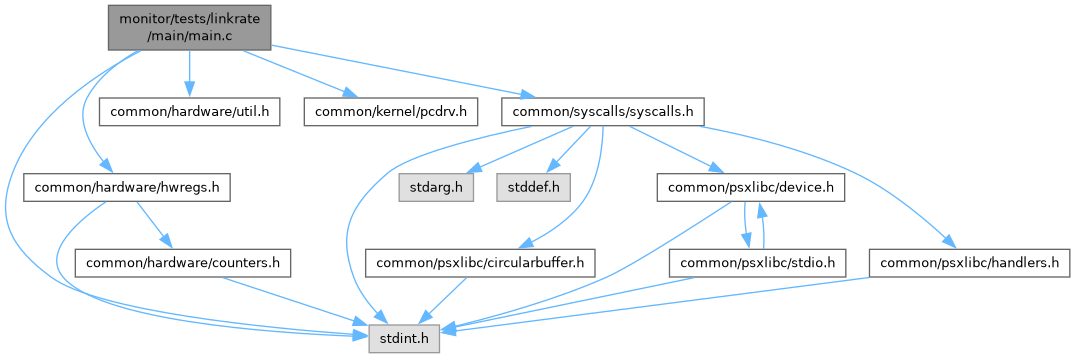 monitor/tests/linkrate
/main/main.c
common/hardware/util.h
common/kernel/pcdrv.h
common/syscalls/syscalls.h
common/hardware/hwregs.h
stdarg.h
stddef.h
common/psxlibc/device.h
common/hardware/counters.h
common/psxlibc/circularbuffer.h
common/psxlibc/stdio.h
common/psxlibc/handlers.h
stdint.h